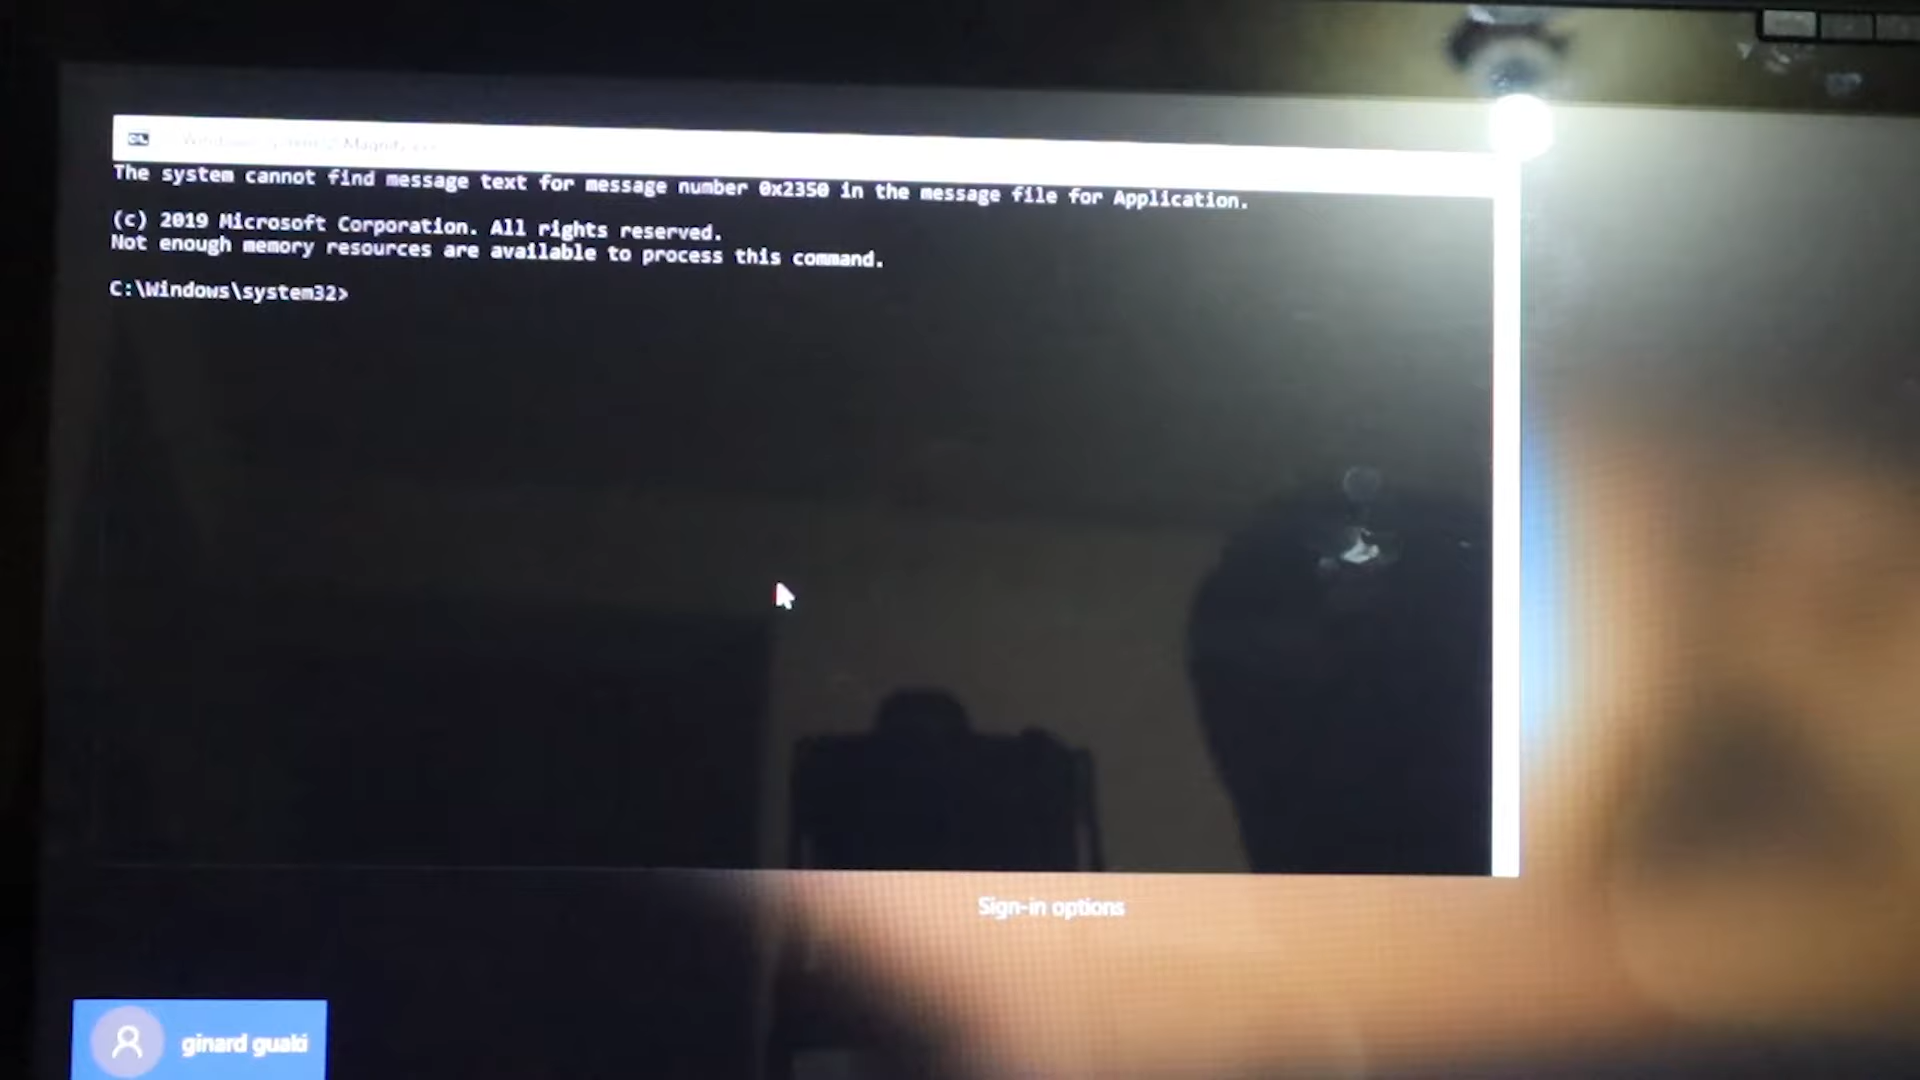 The system cannot find message text for message number 0x2350 in the message file for Application.
(c) 2019 Microsoft Corporation. All rights reserved.
Not enough memory resources are available to process this command.
C:\Windows\system32>
Sign-in options
ginard guaki